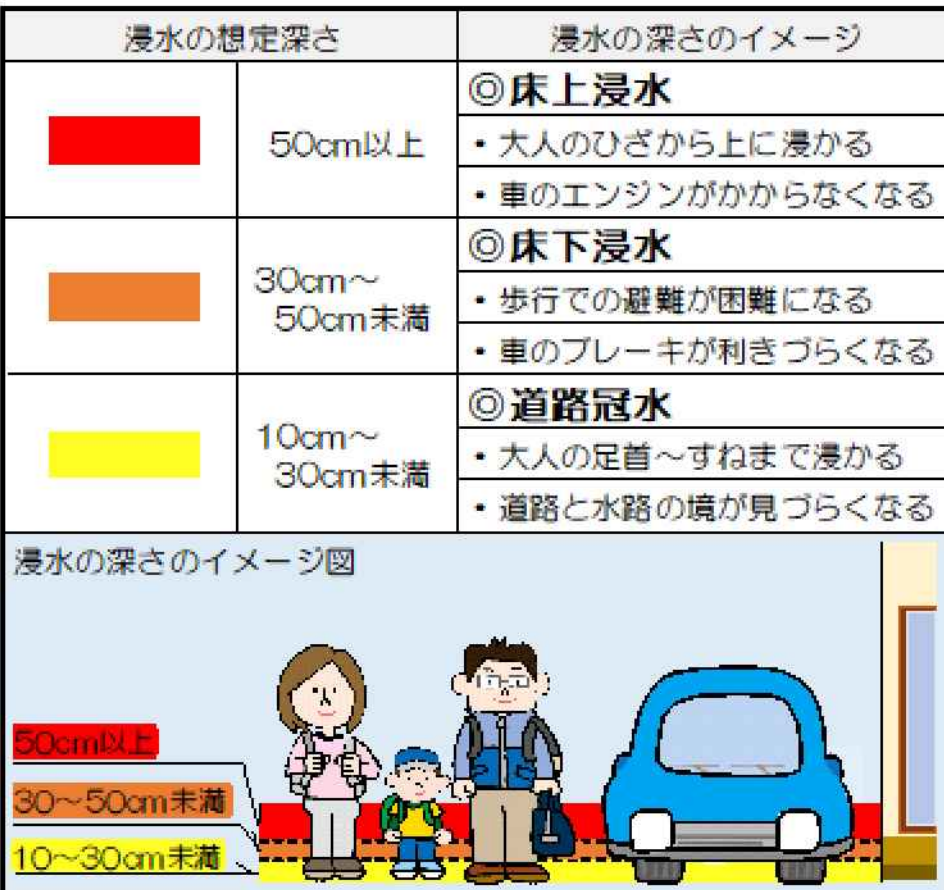 浸水の想定深さ
浸水の深さのイメージ
50cm以上
◎床上浸水
・大人のひざから上に浸かる
・車のエンジンがかからなくなる
30cm～
50cm未満
◎床下浸水
・歩行での避難が困難になる
・車のブレーキが利きづらくなる
10cm～
30cm未満
◎道路冠水
・大人の足首～すねまで浸かる
・道路と水路の境が見づらくなる
浸水の深さのイメージ図
50cm以上
30～50cm未満
10～30cm未満